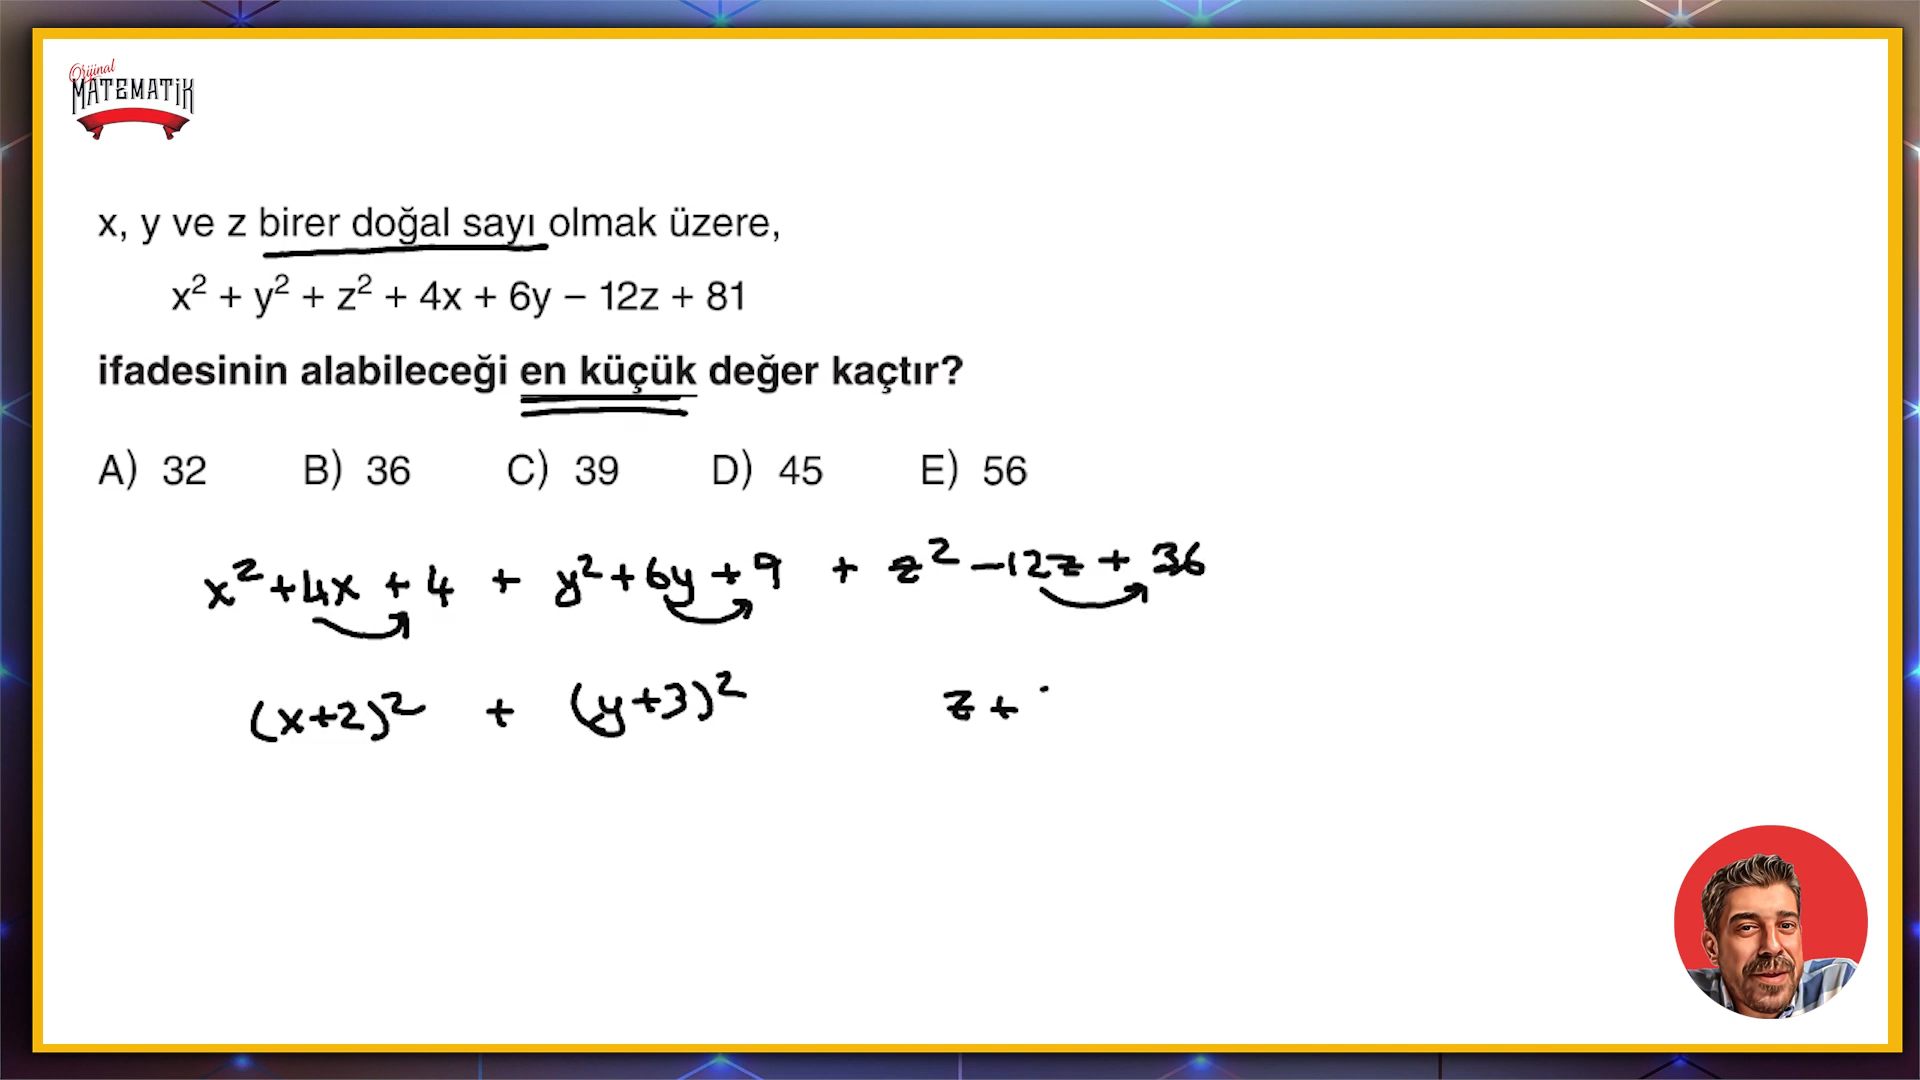 Orijinal
MATEMATİK
x, y ve z birer doğal sayı olmak üzere,
x² + y² + z² + 4x + 6y – 12z + 81
ifadesinin alabileceği en küçük değer kaçtır?
A) 32 B) 36 C) 39 D) 45 E) 56
x² + 4x + 4 + y² + 6y + 9 + z² – 12z + 36
(x+2)² + (y+3)² z +